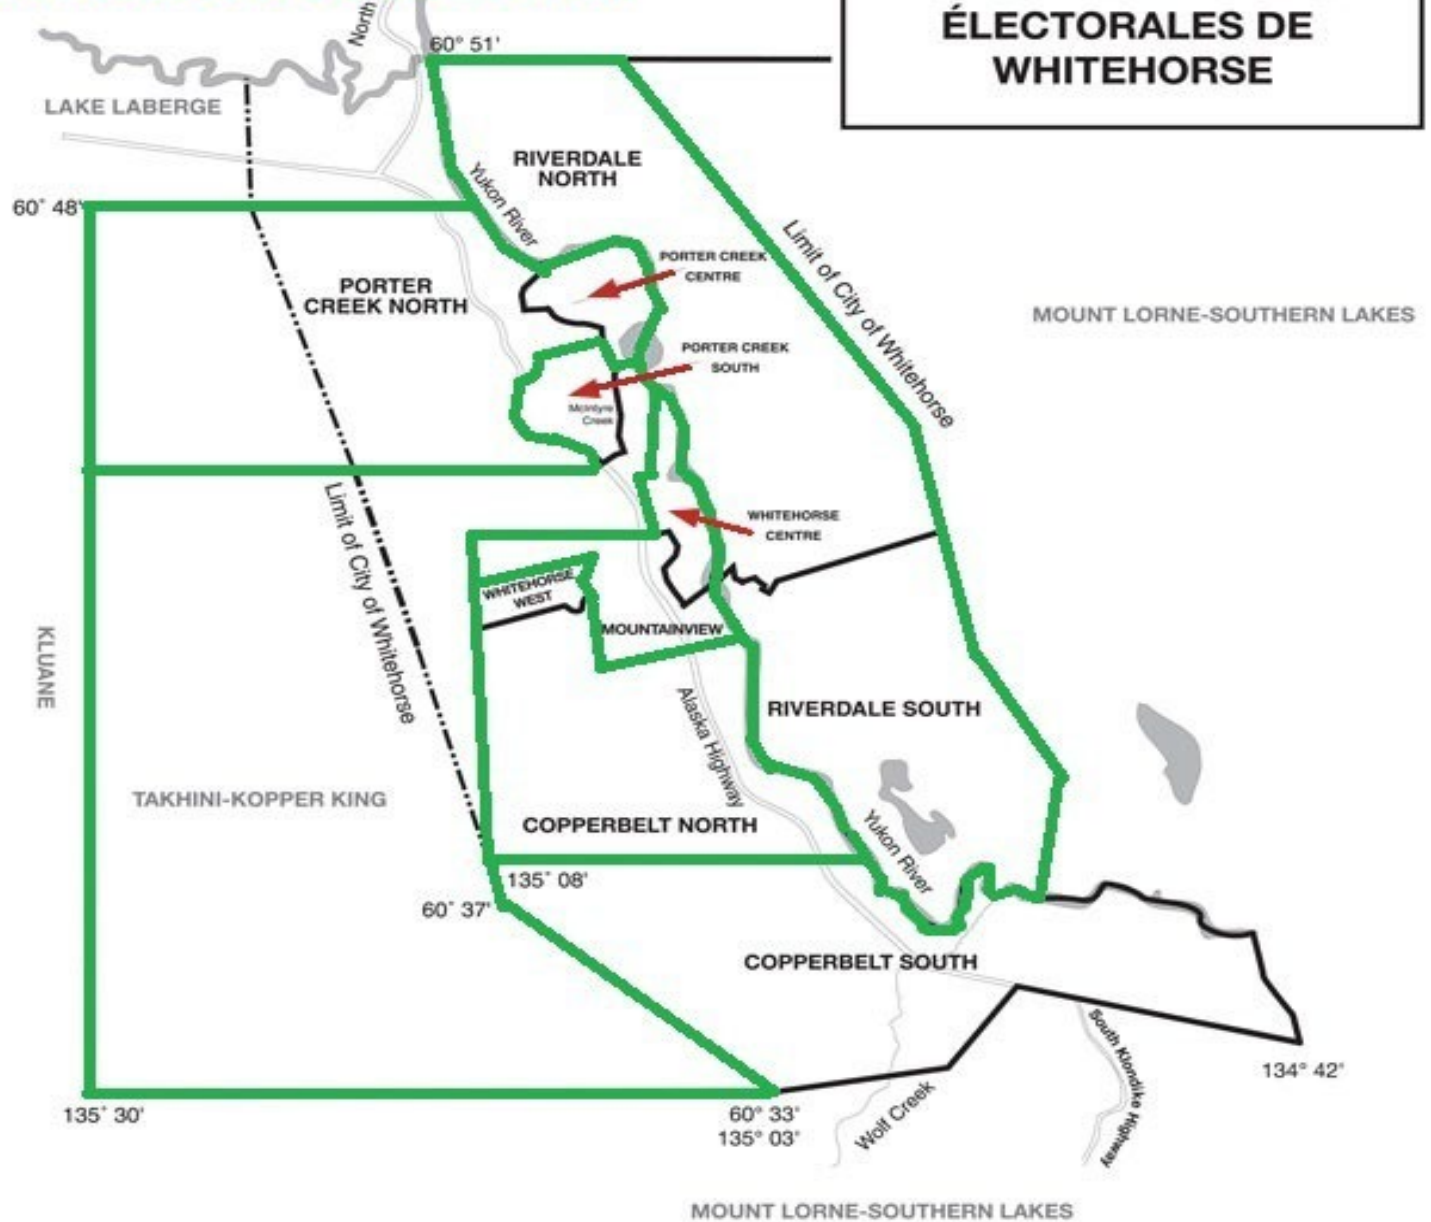 ÉLECTORALES DE
WHITEHORSE
North
60° 51'
LAKE LABERGE
RIVERDALE
NORTH
Yukon River
60° 48'
Limit of City of Whitehorse
PORTER CREEK
CENTRE
PORTER
CREEK NORTH
MOUNT LORNE-SOUTHERN LAKES
PORTER CREEK
SOUTH
McIntyre
Creek
Limit of City of Whitehorse
WHITEHORSE
CENTRE
WHITEHORSE
WEST
MOUNTAINVIEW
KLUANE
Alaska Highway
RIVERDALE SOUTH
TAKHINI-KOPPER KING
COPPERBELT NORTH
Yukon River
135° 08'
60° 37'
COPPERBELT SOUTH
South Klondike Highway
134° 42'
135° 30'
60° 33'
135° 03'
Wolf Creek
MOUNT LORNE-SOUTHERN LAKES